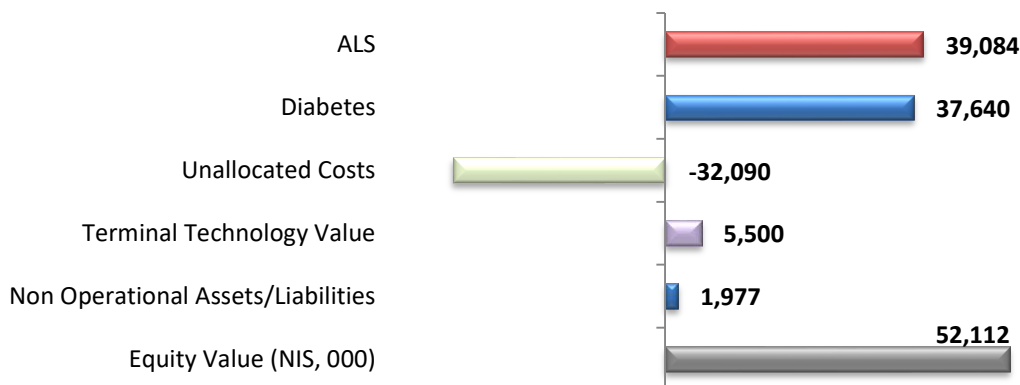 ALS 39,084
Diabetes 37,640
Unallocated Costs -32,090
Terminal Technology Value 5,500
Non Operational Assets/Liabilities 1,977
Equity Value (NIS, 000) 52,112